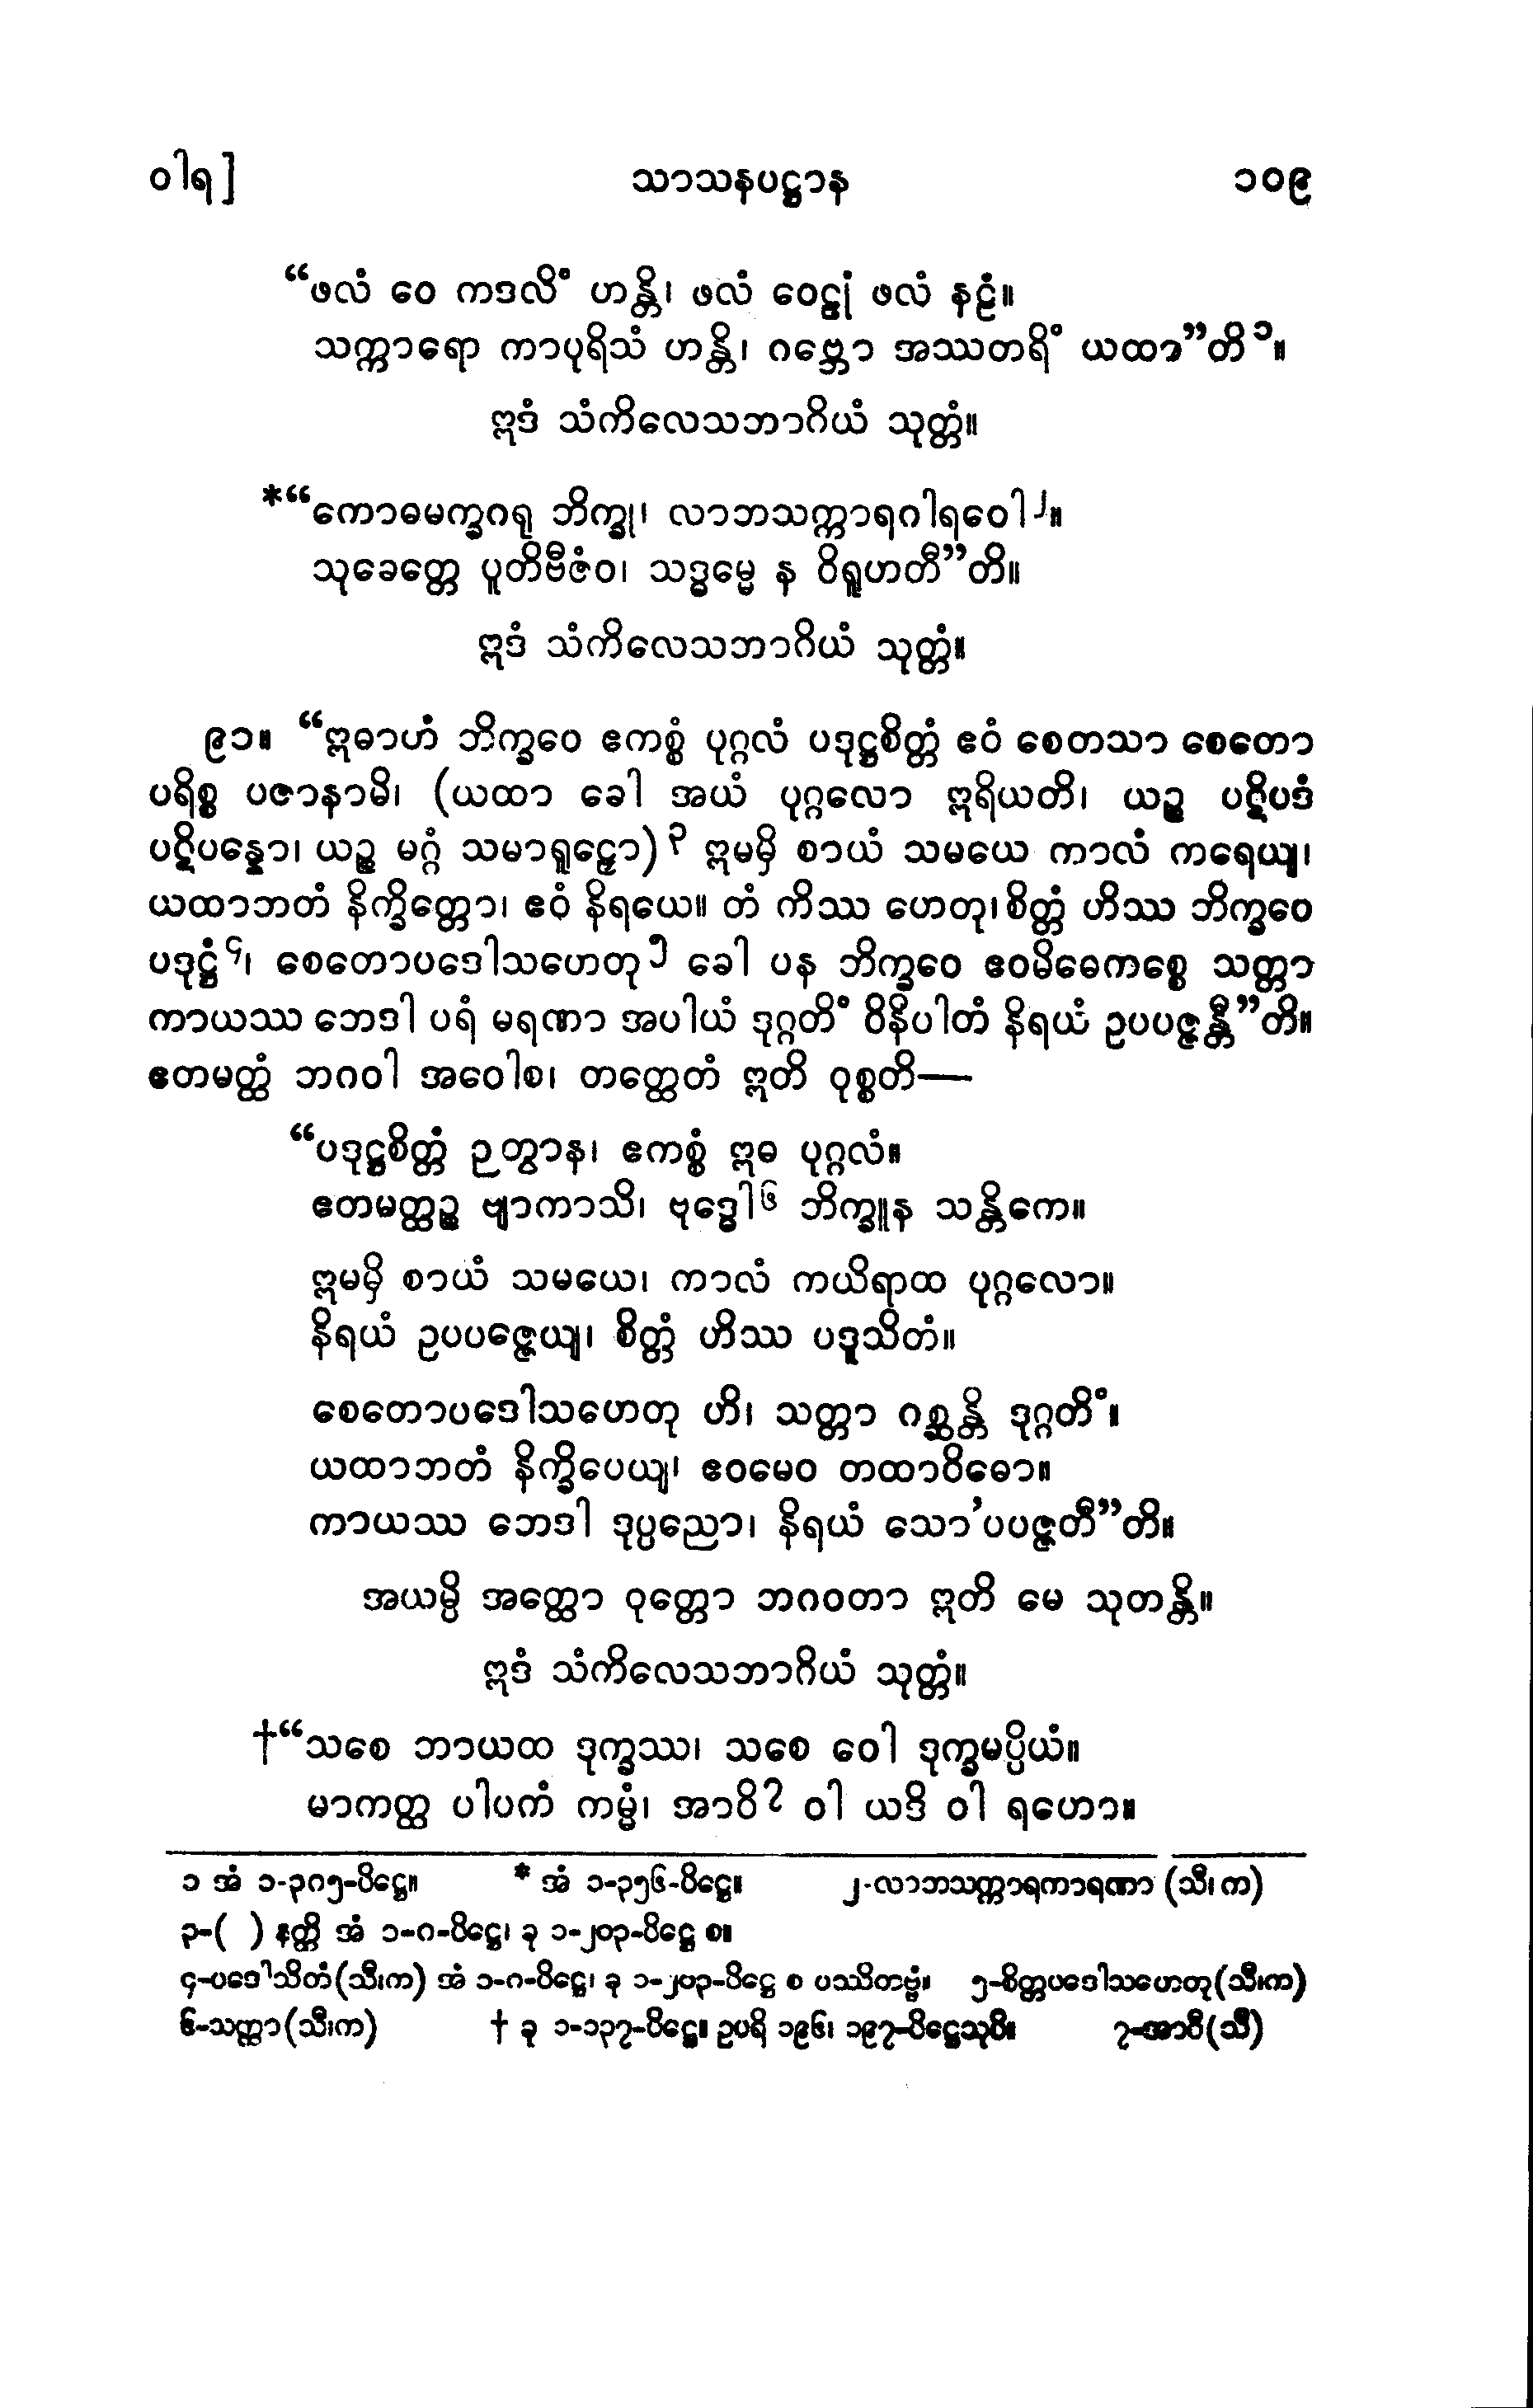 ဝါရ] သာသနပဋ္ဌာန ၁၀၉
“ဖလံ ဝေ ကဒလိံ ဟန္တိ၊ ဖလံ ဝေဠုံ ဖလံ နဠံ။
သက္ကာရော ကာပုရိသံ ဟန္တိ၊ ဂဗ္ဘော အဿတရိံ ယထာ”တိ ၁။
ဣဒံ သံကိလေသဘာဂိယံ သုတ္တံ။
*“ကောဓမက္ခဂရု ဘိက္ခု၊ လာဘသက္ကာရဂါရဝေါ ၂။
သုခေတ္တေ ပူတိဗီဇံဝ၊ သဒ္ဓမ္မေ န ဝိရူဟတီ”တိ။
ဣဒံ သံကိလေသဘာဂိယံ သုတ္တံ။
၉၁။ “ဣဓာဟံ ဘိက္ခဝေ ဧကစ္စံ ပုဂ္ဂလံ ပဒုဋ္ဌစိတ္တံ ဧဝံ စေတသာ စေတော
ပရိစ္စ ပဇာနာမိ၊ (ယထာ ခေါ အယံ ပုဂ္ဂလော ဣရိယတိ၊ ယဉ္စ ပဋိပဒံ
ပဋိပန္နော၊ ယဉ္စ မဂ္ဂံ သမာရူဠှော) ၃ ဣမမှိ စာယံ သမယေ ကာလံ ကရေယျ၊
ယထာဘတံ နိက္ခိတ္တော၊ ဧဝံ နိရယေ။ တံ ကိဿ ဟေတု၊ စိတ္တံ ဟိဿ ဘိက္ခဝေ
ပဒုဋ္ဌံ ၄၊ စေတောပဒေါသဟေတု ၅ ခေါ ပန ဘိက္ခဝေ ဧဝမိဓေကစ္စေ သတ္တာ
ကာယဿ ဘေဒါ ပရံ မရဏာ အပါယံ ဒုဂ္ဂတိံ ဝိနိပါတံ နိရယံ ဥပပဇ္ဇန္တီ”တိ။
ဧတမတ္ထံ ဘဂဝါ အဝေါစ၊ တတ္ထေတံ ဣတိ ဝုစ္စတိ—
“ပဒုဋ္ဌစိတ္တံ ဉတွာန၊ ဧကစ္စံ ဣဓ ပုဂ္ဂလံ။
ဧတမတ္ထဉ္စ ဗျာကာသိ၊ ဗုဒ္ဓေါ ၆ ဘိက္ခူန သန္တိကေ။
ဣမမှိ စာယံ သမယေ၊ ကာလံ ကယိရာထ ပုဂ္ဂလော။
နိရယံ ဥပပဇ္ဇေယျ၊ စိတ္တံ ဟိဿ ပဒူသိတံ။
စေတောပဒေါသဟေတု ဟိ၊ သတ္တာ ဂစ္ဆန္တိ ဒုဂ္ဂတိံ။
ယထာဘတံ နိက္ခိပေယျ၊ ဧဝမေဝ တထာဝိဓော။
ကာယဿ ဘေဒါ ဒုပ္ပညော၊ နိရယံ သော’ပပဇ္ဇတီ”တိ။
အယမ္ပိ အတ္ထော ဝုတ္တော ဘဂဝတာ ဣတိ မေ သုတန္တိ။
ဣဒံ သံကိလေသဘာဂိယံ သုတ္တံ။
†“သစေ ဘာယထ ဒုက္ခဿ၊ သစေ ဝေါ ဒုက္ခမပ္ပိယံ။
မာကတ္ထ ပါပကံ ကမ္မံ၊ အာဝိ ၇ ဝါ ယဒိ ဝါ ရဟော။
၁ အံ ၁-၃၈၅-ပိဋ္ဌေ။ * အံ ၁-၃၅၆-ပိဋ္ဌေ။ ၂-လာဘသက္ကာရကာရဏာ (သီ၊ က)
၃-( ) နတ္ထိ အံ ၁-၈-ပိဋ္ဌေ၊ ခု ၁-၂၀၃-ပိဋ္ဌေ စ။
၄-ပဒေါသိတံ(သီ၊က) အံ ၁-၈-ပိဋ္ဌေ၊ ခု ၁-၂၀၃-ပိဋ္ဌေ စ ပဿိတဗ္ဗံ။ ၅-စိတ္တပဒေါသဟေတု(သီ၊က)
၆-သတ္ထာ(သီ၊က) † ခု ၁-၁၃၇-ပိဋ္ဌေ။ ဥပရိ ၁၉၆၊ ၁၉၇-ပိဋ္ဌေသုပိ။ ၇-အာဝီ(သီ)